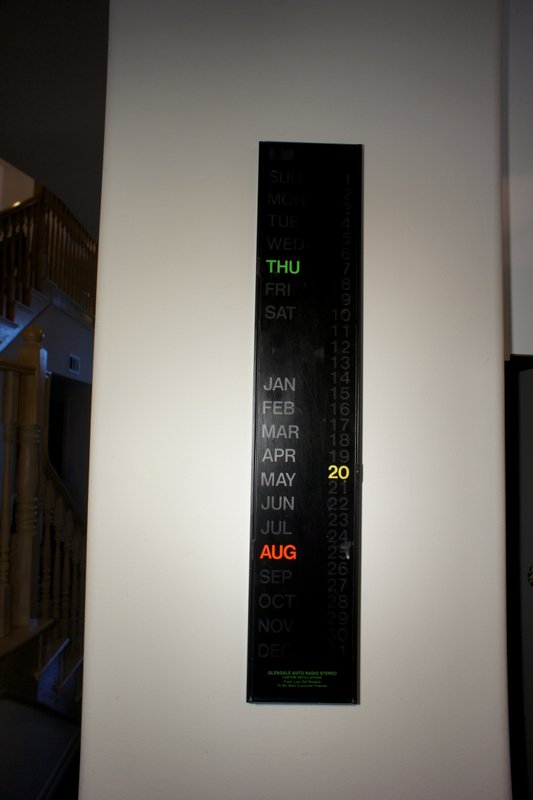 SUN
MON
TUE
WED
THU
FRI
SAT
JAN
FEB
MAR
APR
MAY
JUN
JUL
AUG
SEP
OCT
NOV
DEC
1
2
3
4
5
6
7
8
9
10
11
12
13
14
15
16
17
18
19
20
21
22
23
24
25
26
27
28
29
30
31
GLENDALE AUTO RADIO STEREO